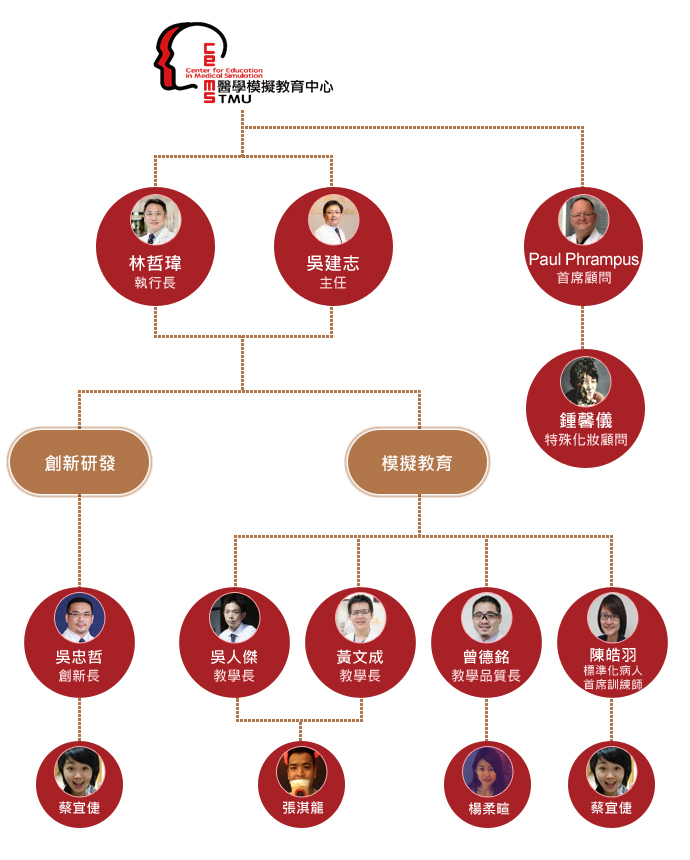 CeMS
Center for Education
in Medical Simulation
醫學模擬教育中心
TMU
林哲瑋
執行長
吳建志
主任
Paul Phrampus
首席顧問
鍾馨儀
特殊化妝顧問
創新研發
模擬教育
吳忠哲
創新長
吳人傑
教學長
黃文成
教學長
曾德銘
教學品質長
陳皓羽
標準化病人
首席訓練師
蔡宜倢
張淇龍
楊柔暄
蔡宜倢